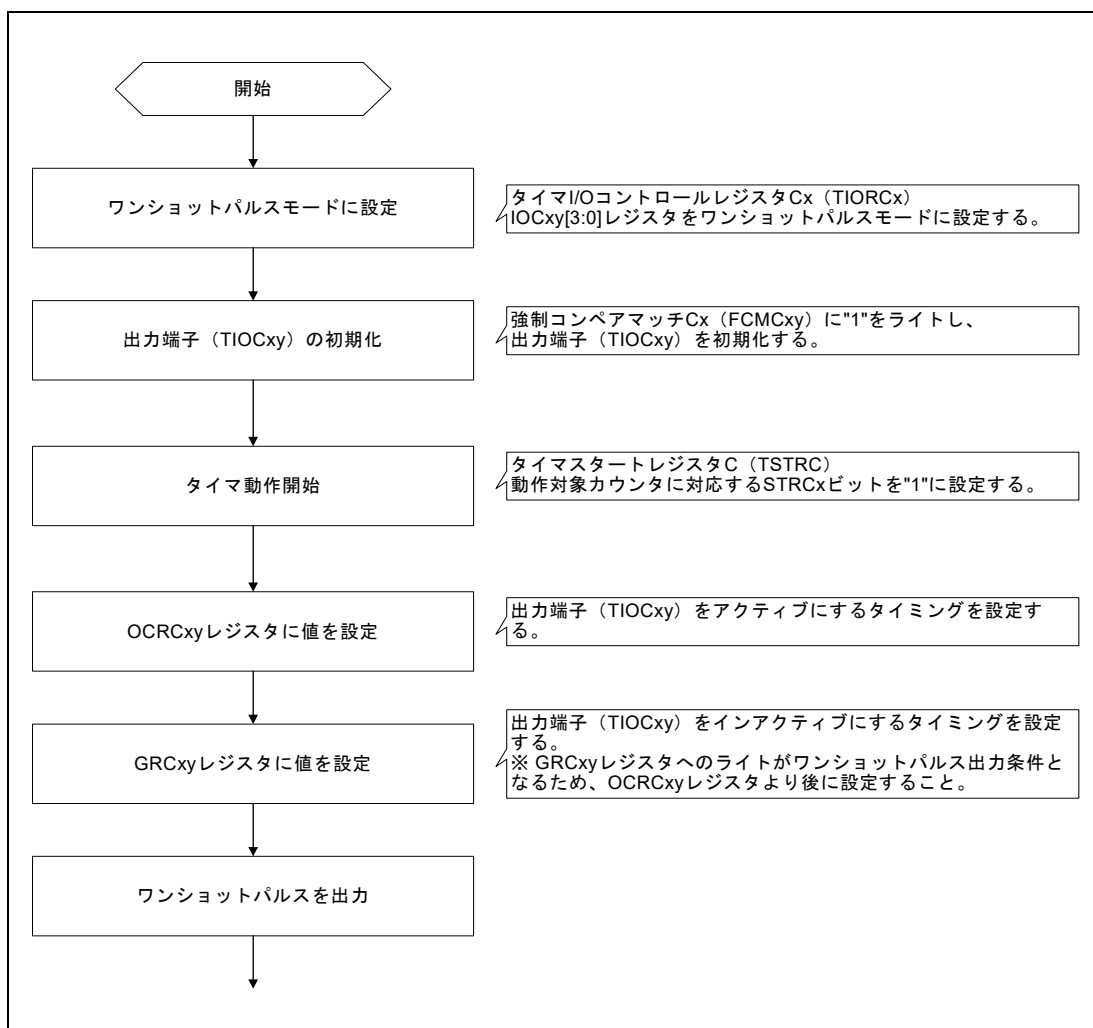 開始
ワンショットパルスモードに設定
タイマI/OコントロールレジスタCx（TIORCx）
IOCxy[3:0]レジスタをワンショットパルスモードに設定する。
出力端子（TIOCxy）の初期化
強制コンペアマッチCx（FCMCxy）に"1"をライトし、
出力端子（TIOCxy）を初期化する。
タイマ動作開始
タイマスタートレジスタC（TSTRC）
動作対象カウンタに対応するSTRCxビットを"1"に設定する。
OCRCxyレジスタに値を設定
出力端子（TIOCxy）をアクティブにするタイミングを設定す
る。
GRCxyレジスタに値を設定
出力端子（TIOCxy）をインアクティブにするタイミングを設定
する。
※ GRCxyレジスタへのライトがワンショットパルス出力条件と
なるため、OCRCxyレジスタより後に設定すること。
ワンショットパルスを出力